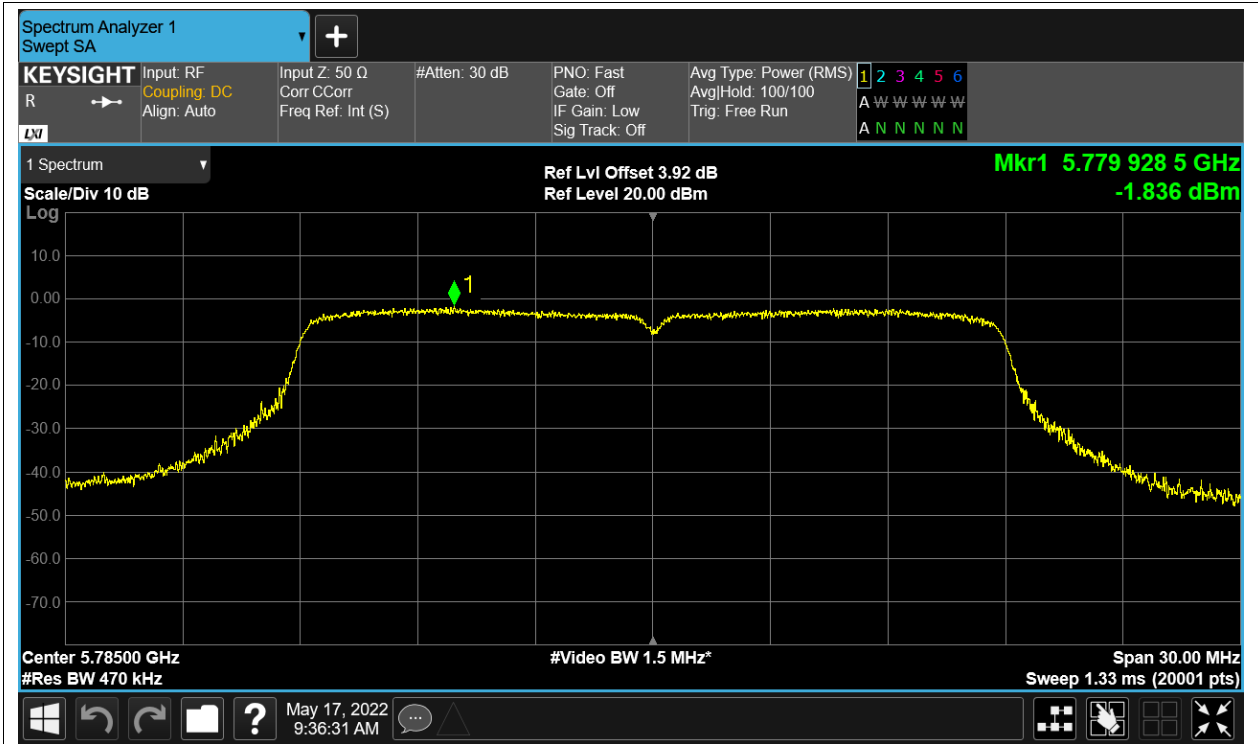 Spectrum Analyzer 1
Swept SA
+
KEYSIGHT
R
LXI
Input: RF
Coupling: DC
Align: Auto
Input Z: 50 Ω
Corr CCorr
Freq Ref: Int (S)
#Atten: 30 dB
PNO: Fast
Gate: Off
IF Gain: Low
Sig Track: Off
Avg Type: Power (RMS)
Avg|Hold: 100/100
Trig: Free Run
1 2 3 4 5 6
A W W W W W
A N N N N N
1 Spectrum
Scale/Div 10 dB
Ref Lvl Offset 3.92 dB
Ref Level 20.00 dBm
Mkr1 5.779 928 5 GHz
-1.836 dBm
Log
10.0
0.00
-10.0
-20.0
-30.0
-40.0
-50.0
-60.0
-70.0
1
Center 5.78500 GHz
#Res BW 470 kHz
#Video BW 1.5 MHz*
Span 30.00 MHz
Sweep 1.33 ms (20001 pts)
?
May 17, 2022
9:36:31 AM